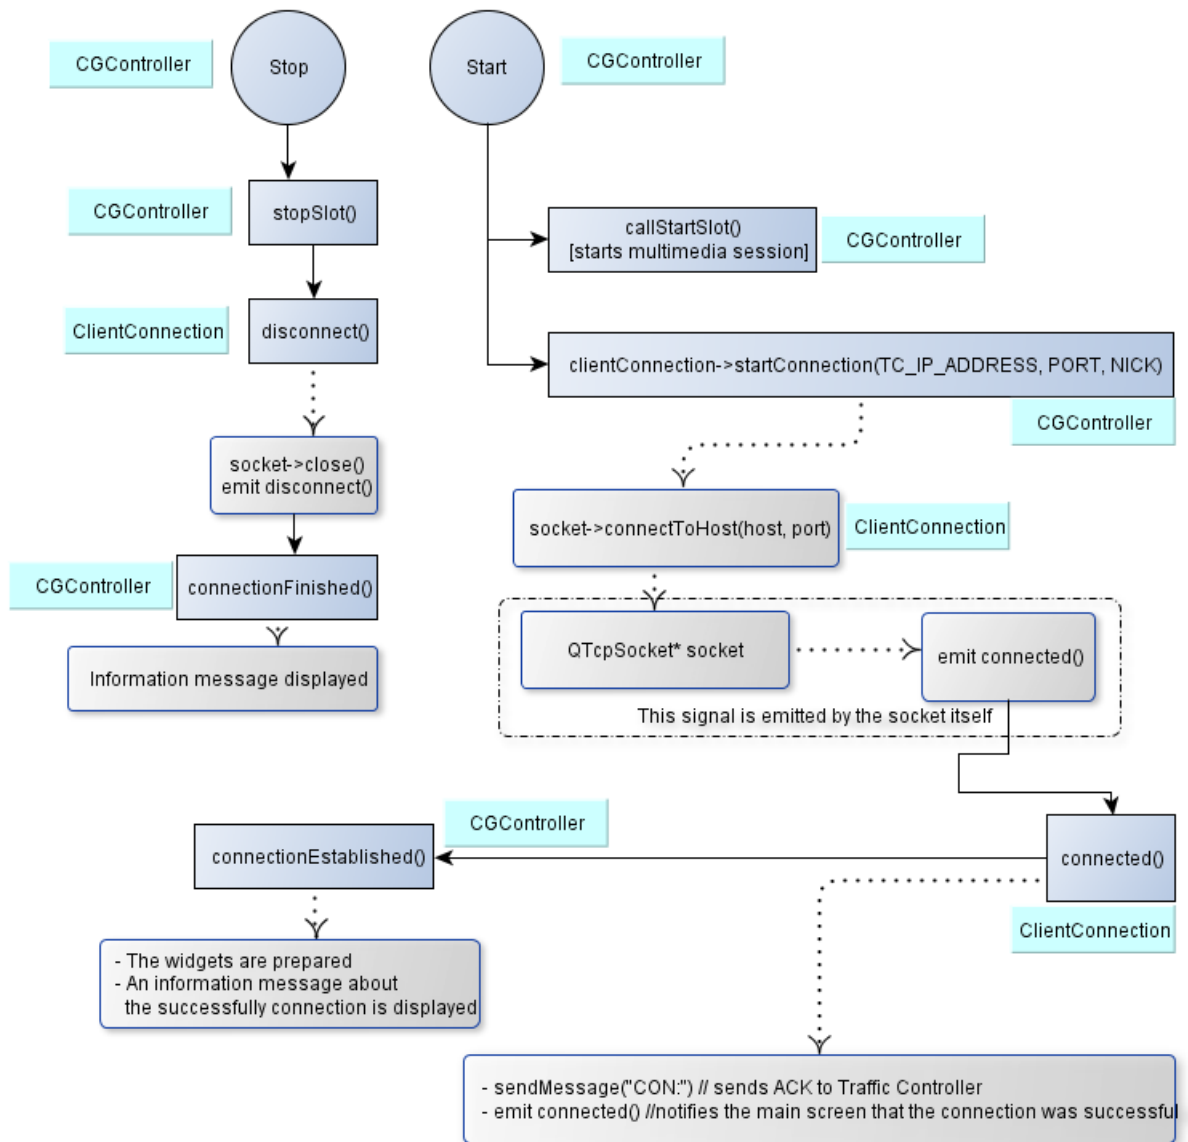 CGController
Stop
Start
CGController
CGController
stopSlot()
callStartSlot()
[starts multimedia session]
CGController
ClientConnection
disconnect()
clientConnection->startConnection(TC_IP_ADDRESS, PORT, NICK)
CGController
socket->close()
emit disconnect()
socket->connectToHost(host, port)
ClientConnection
CGController
connectionFinished()
QTcpSocket* socket
emit connected()
Information message displayed
This signal is emitted by the socket itself
CGController
connectionEstablished()
connected()
ClientConnection
- The widgets are prepared
- An information message about
the successfully connection is displayed
- sendMessage("CON:") // sends ACK to Traffic Controller
- emit connected() //notifies the main screen that the connection was successful